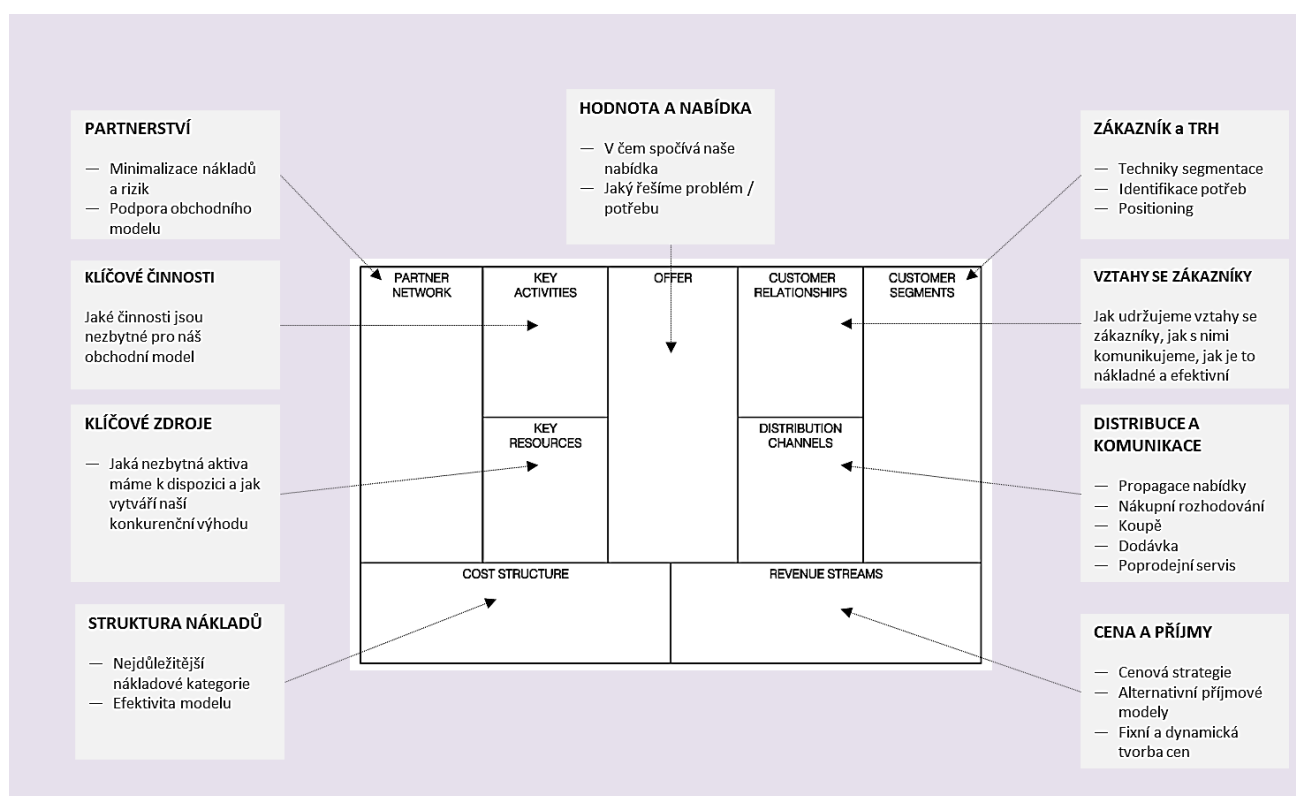 PARTNERSTVÍ
— Minimalizace nákladů
a rizik
— Podpora obchodního
modelu
KLÍČOVÉ ČINNOSTI
Jaké činnosti jsou
nezbytné pro náš
obchodní model
KLÍČOVÉ ZDROJE
— Jaká nezbytná aktiva
máme k dispozici a jak
vytváří naší
konkurenční výhodu
STRUKTURA NÁKLADŮ
— Nejdůležitější
nákladové kategorie
— Efektivita modelu
HODNOTA A NABÍDKA
— V čem spočívá naše
nabídka
— Jaký řešíme problém /
potřebu
PARTNER
NETWORK
KEY
ACTIVITIES
OFFER
CUSTOMER
RELATIONSHIPS
CUSTOMER
SEGMENTS
KEY
RESOURCES
DISTRIBUTION
CHANNELS
COST STRUCTURE
REVENUE STREAMS
ZÁKAZNÍK a TRH
— Techniky segmentace
— Identifikace potřeb
— Positioning
VZTAHY SE ZÁKAZNÍKY
Jak udržujeme vztahy se
zákazníky, jak s nimi
komunikujeme, jak je to
nákladné a efektivní
DISTRIBUCE A
KOMUNIKACE
— Propagace nabídky
— Nákupní rozhodování
— Koupě
— Dodávka
— Poprodejní servis
CENA A PŘÍJMY
— Cenová strategie
— Alternativní příjmové
modely
— Fixní a dynamická
tvorba cen